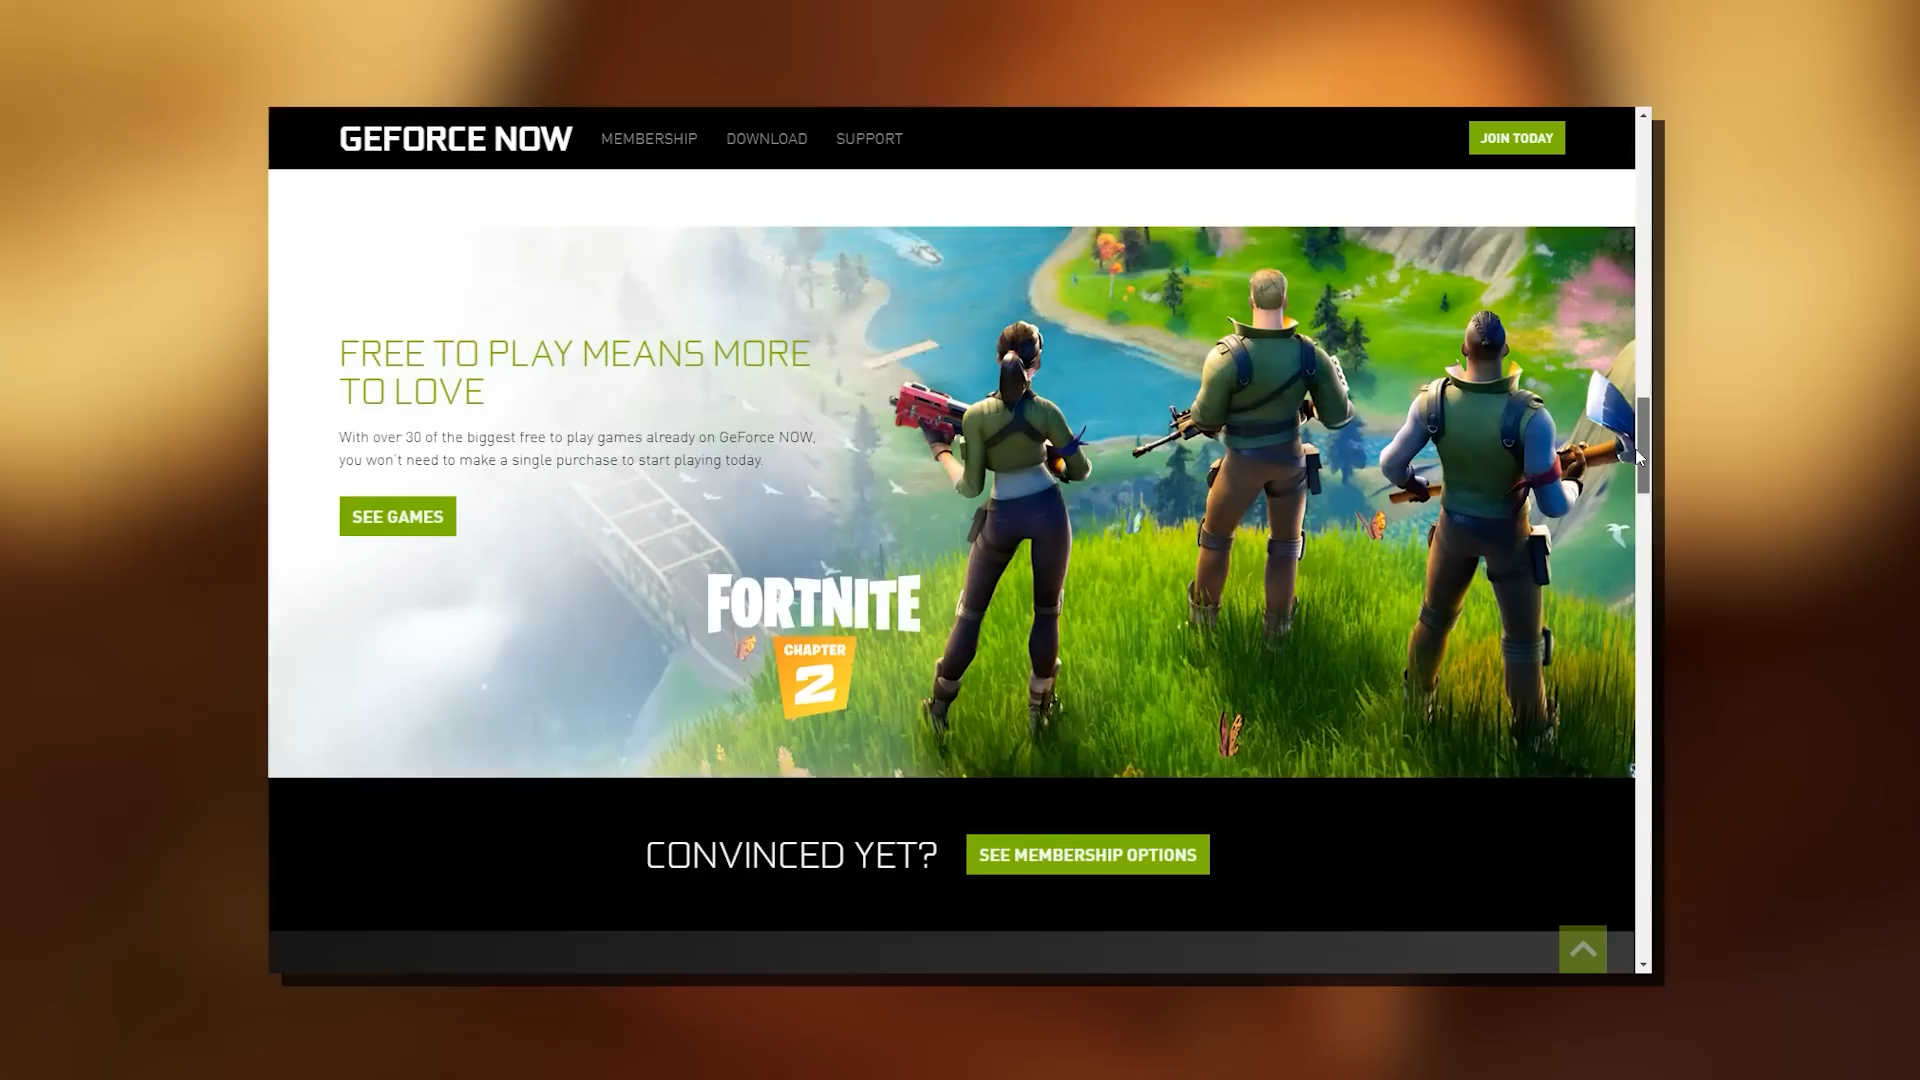 GEFORCE NOW MEMBERSHIP DOWNLOAD SUPPORT JOIN TODAY
FREE TO PLAY MEANS MORE
TO LOVE
With over 30 of the biggest free to play games already on GeForce NOW,
you won't need to make a single purchase to start playing today.
SEE GAMES
FORTNITE
CHAPTER
2
CONVINCED YET? SEE MEMBERSHIP OPTIONS